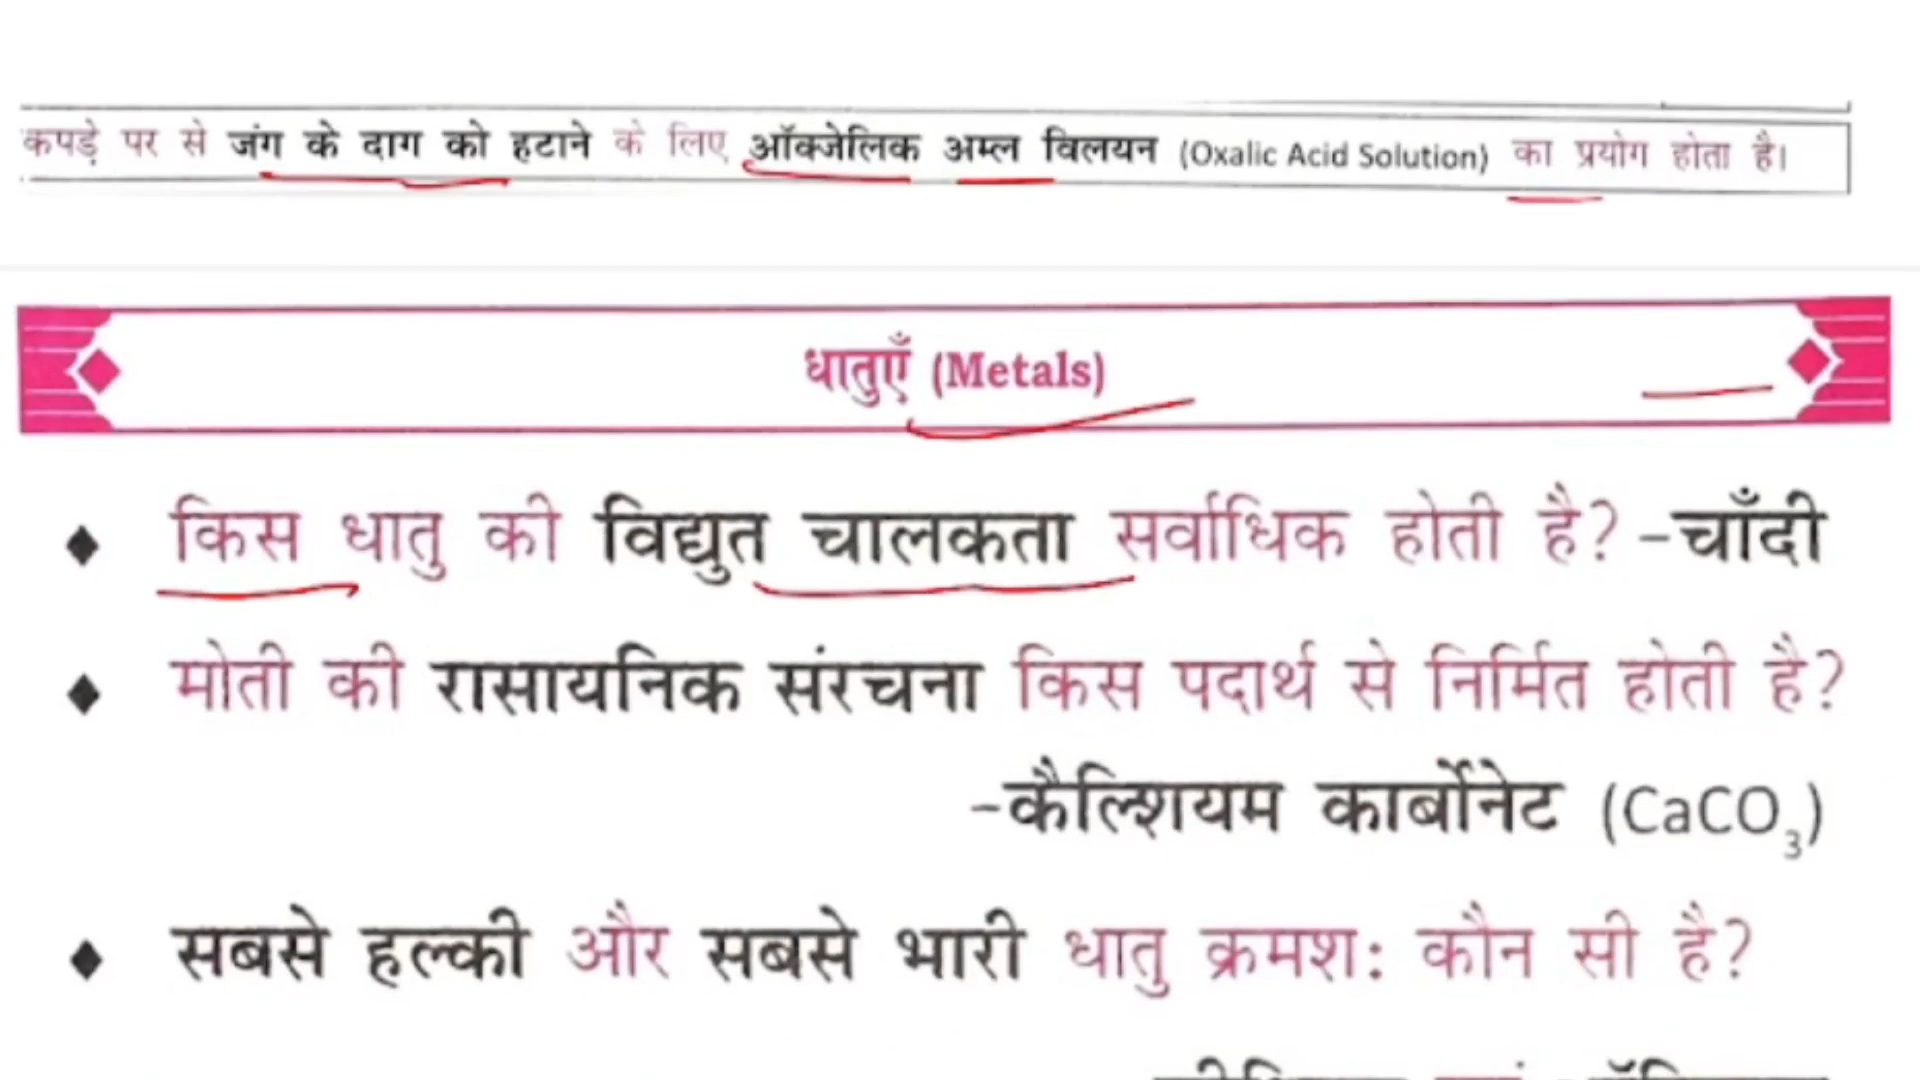 कपड़े पर से जंग के दाग को हटाने के लिए ऑक्जेलिक अम्ल विलयन (Oxalic Acid Solution) का प्रयोग होता है।
धातुएँ (Metals)
♦ किस धातु की विद्युत चालकता सर्वाधिक होती है? -चाँदी
♦ मोती की रासायनिक संरचना किस पदार्थ से निर्मित होती है?
-कैल्शियम कार्बोनेट (CaCO₃)
♦ सबसे हल्की और सबसे भारी धातु क्रमश: कौन सी है?